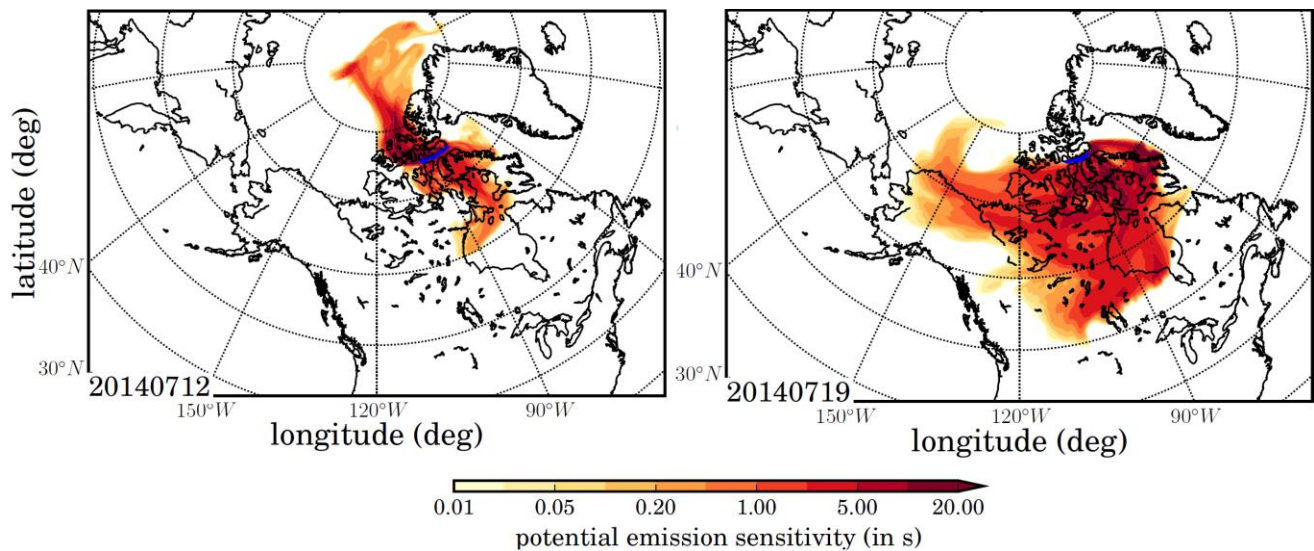 latitude (deg)
40°N
30°N
20140712
150°W
120°W
90°W
longitude (deg)
40°N
30°N
20140719
150°W
120°W
90°W
longitude (deg)
0.01
0.05
0.20
1.00
5.00
20.00
potential emission sensitivity (in s)